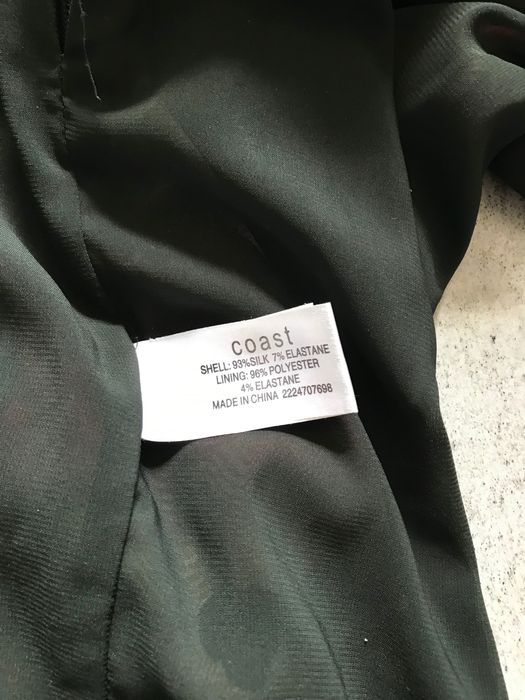 coast
SHELL: 93%SILK 7% ELASTANE
LINING: 96% POLYESTER
4% ELASTANE
MADE IN CHINA 2224707698